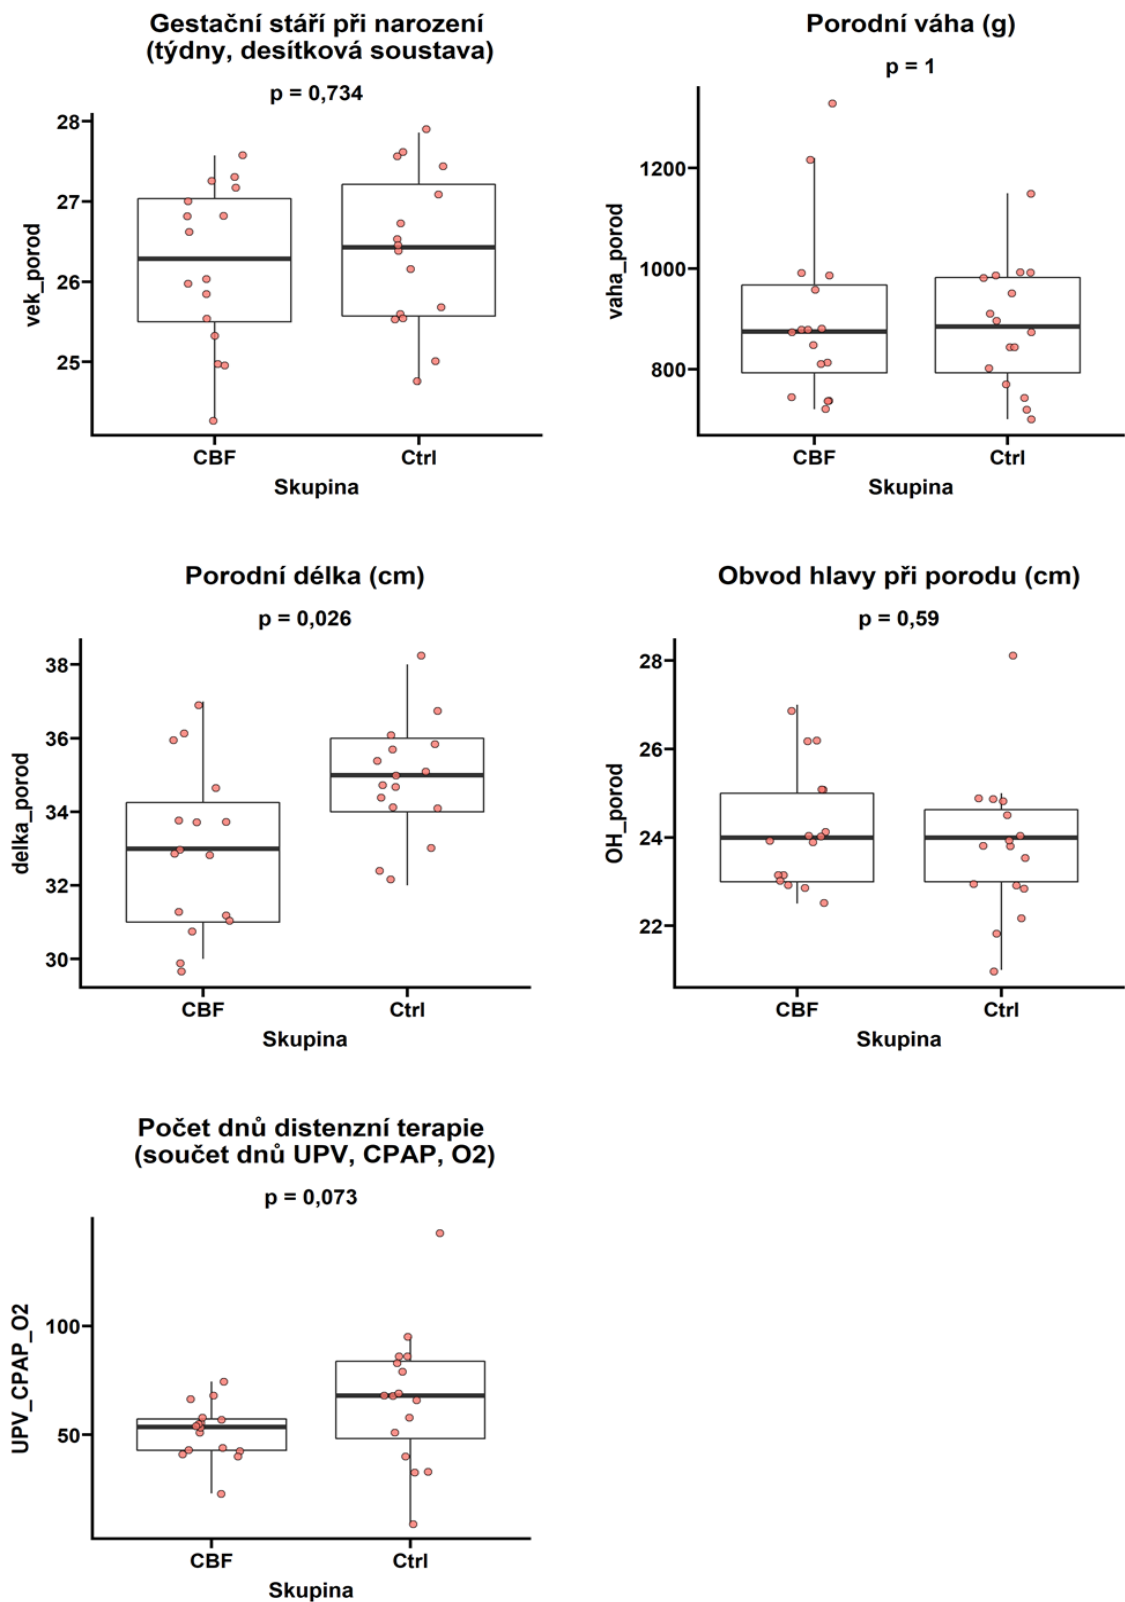 Gestační stáří při narození
(týdny, desítková soustava)
p = 0,734
28
27
26
25
vek_porod
CBF
Ctrl
Skupina
Porodní váha (g)
p = 1
1200
1000
800
vaha_porod
CBF
Ctrl
Skupina
Porodní délka (cm)
p = 0,026
38
36
34
32
30
delka_porod
CBF
Ctrl
Skupina
Obvod hlavy při porodu (cm)
p = 0,59
28
26
24
22
OH_porod
CBF
Ctrl
Skupina
Počet dnů distenzní terapie
(součet dnů UPV, CPAP, O2)
p = 0,073
100
50
UPV_CPAP_O2
CBF
Ctrl
Skupina